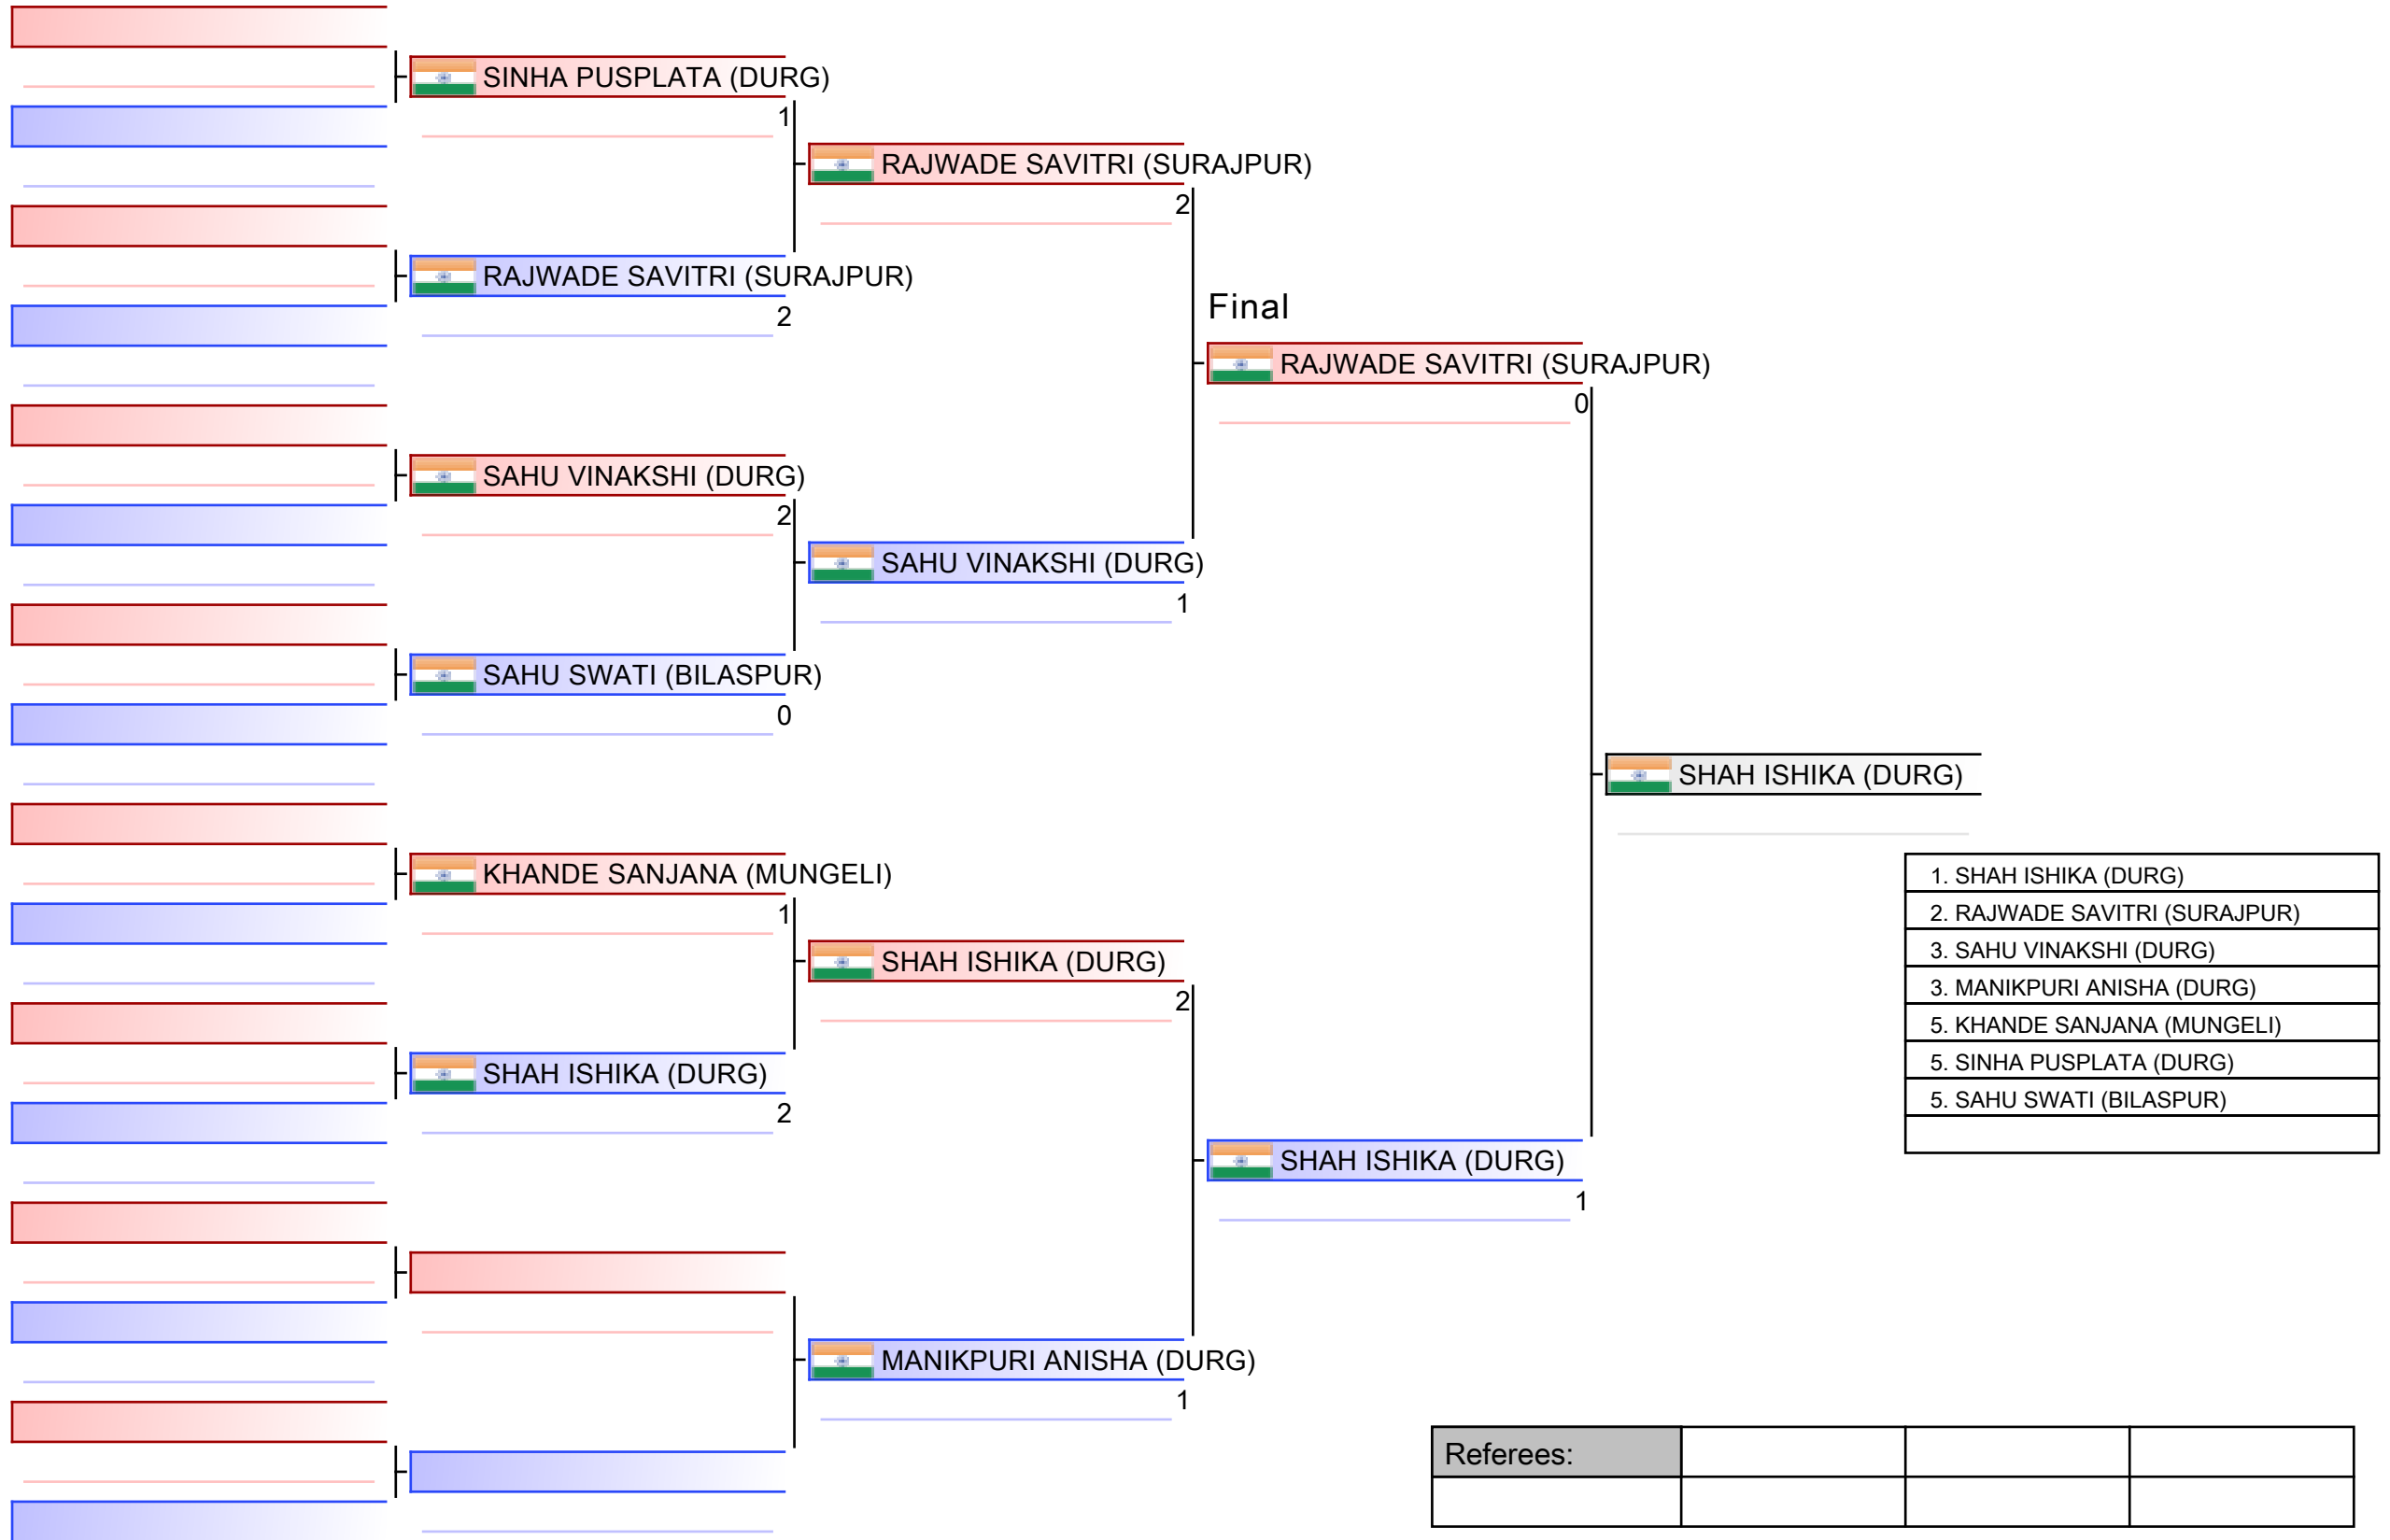 SINHA PUSPLATA (DURG)
1
RAJWADE SAVITRI (SURAJPUR)
2
RAJWADE SAVITRI (SURAJPUR)
2
Final
RAJWADE SAVITRI (SURAJPUR)
0
SAHU VINAKSHI (DURG)
2
SAHU VINAKSHI (DURG)
1
SAHU SWATI (BILASPUR)
0
SHAH ISHIKA (DURG)
KHANDE SANJANA (MUNGELI)
1
SHAH ISHIKA (DURG)
2
SHAH ISHIKA (DURG)
2
SHAH ISHIKA (DURG)
1
MANIKPURI ANISHA (DURG)
1
1. SHAH ISHIKA (DURG)
2. RAJWADE SAVITRI (SURAJPUR)
3. SAHU VINAKSHI (DURG)
3. MANIKPURI ANISHA (DURG)
5. KHANDE SANJANA (MUNGELI)
5. SINHA PUSPLATA (DURG)
5. SAHU SWATI (BILASPUR)
Referees: